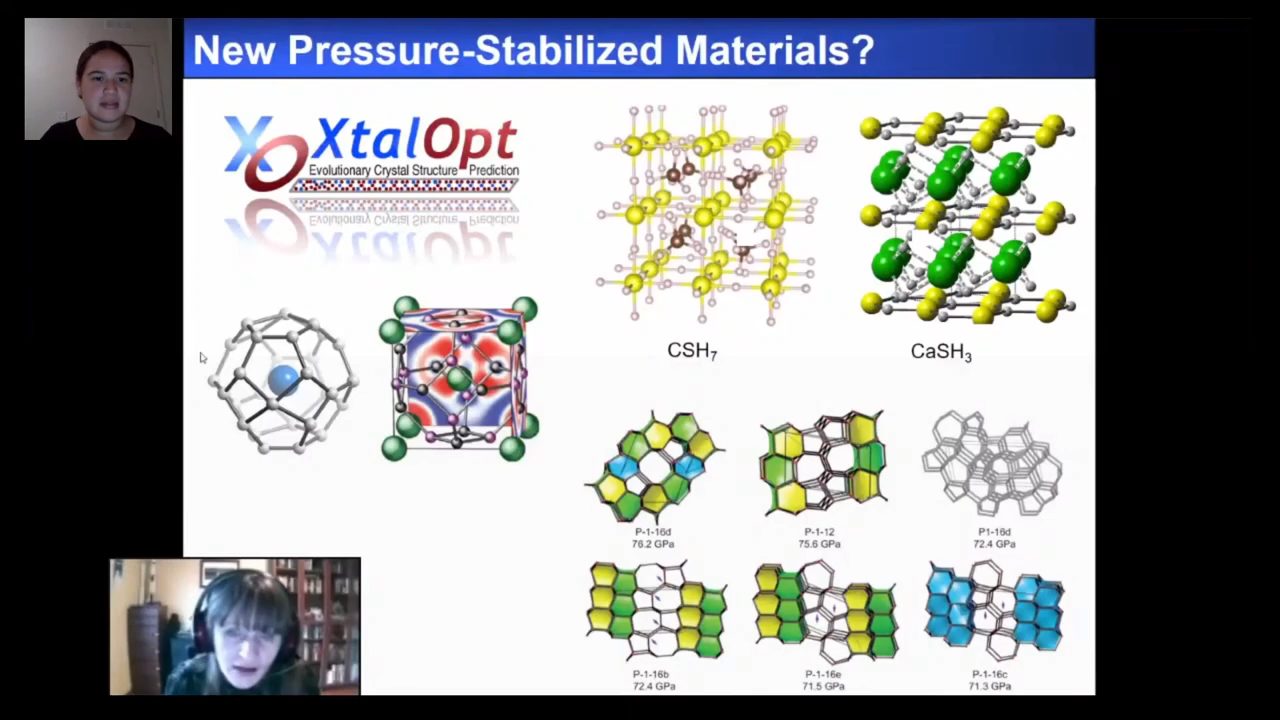 New Pressure-Stabilized Materials?
XtalOpt
Evolutionary Crystal Structure Prediction
CSH₇
CaSH₃
P-1-16d
76.2 GPa
P-1-12
75.6 GPa
P1-16d
72.4 GPa
P-1-16b
72.4 GPa
P-1-16e
71.5 GPa
P-1-16c
71.3 GPa